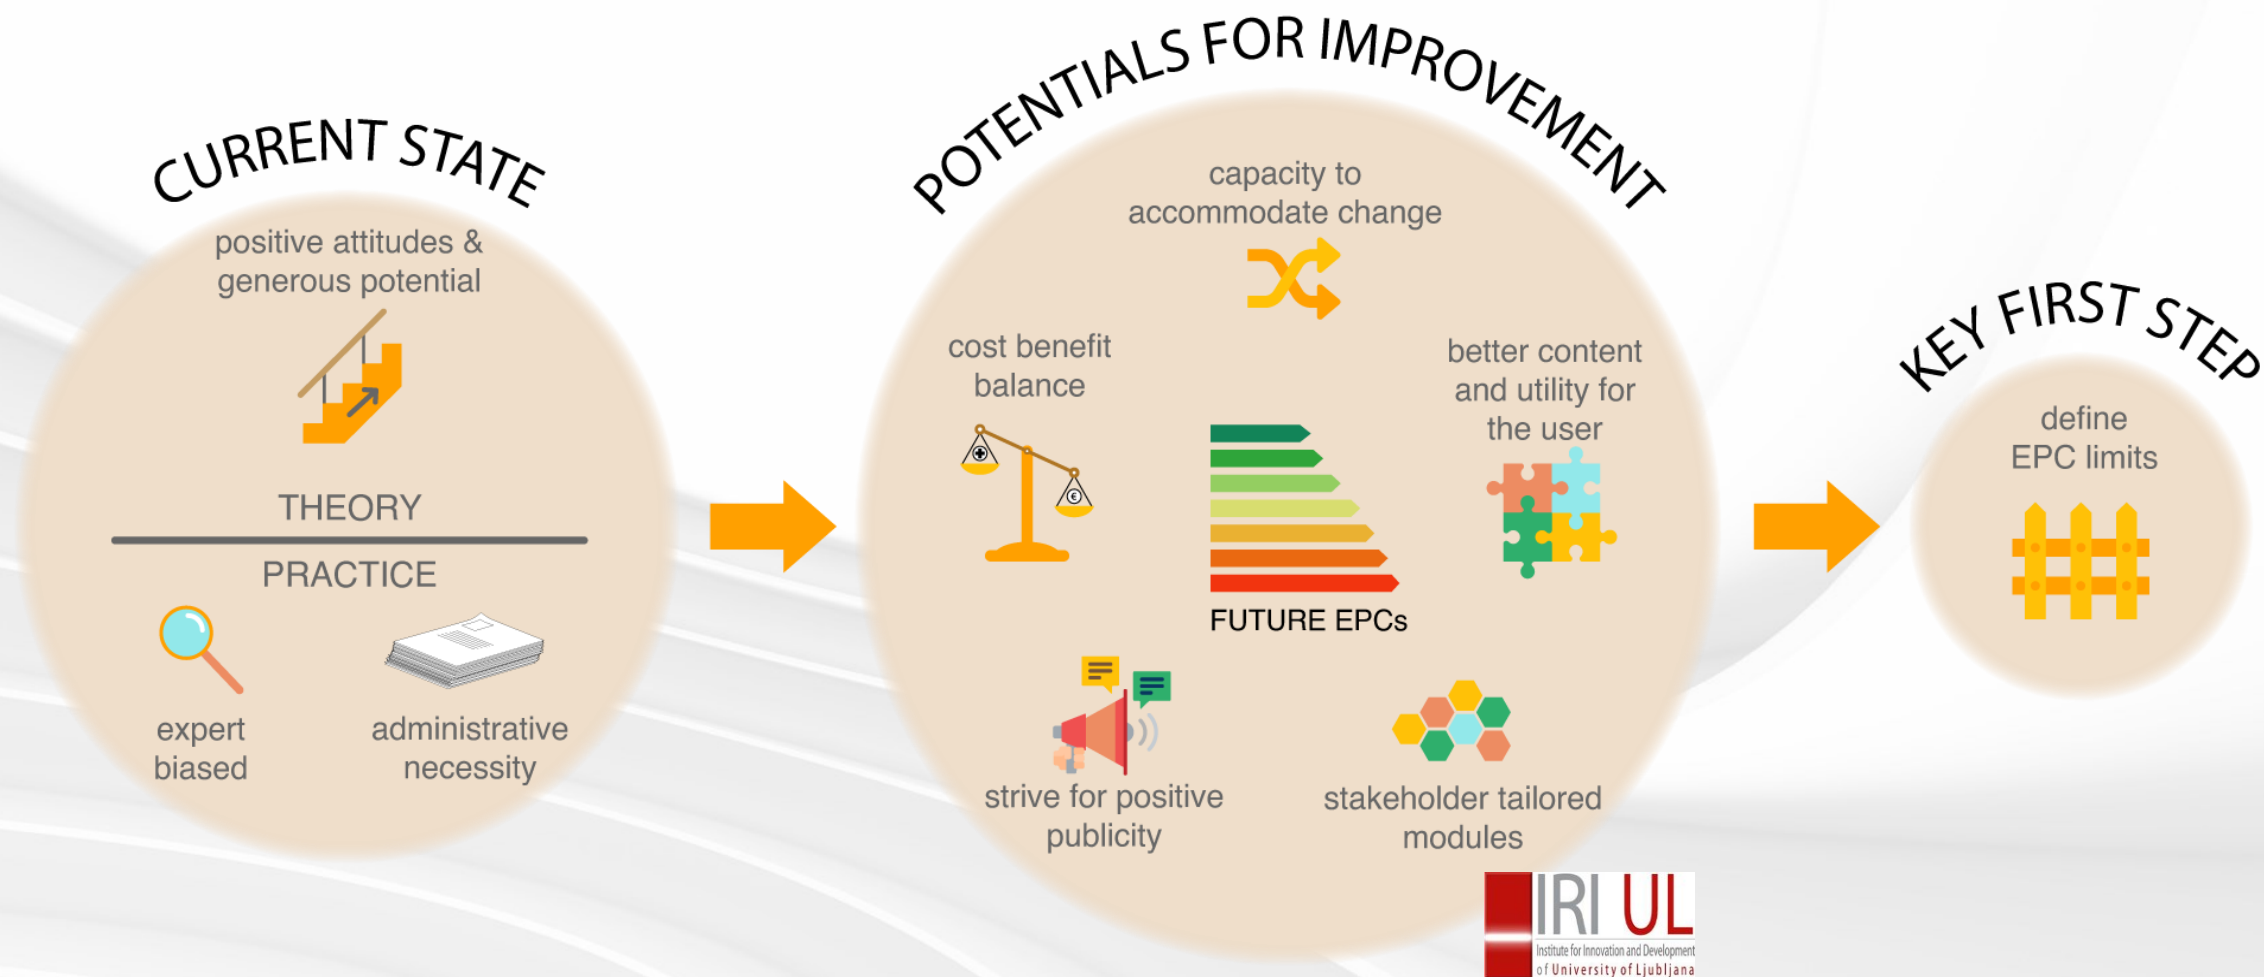 CURRENT STATE
positive attitudes &
generous potential
THEORY
PRACTICE
expert
biased
administrative
necessity
POTENTIALS FOR IMPROVEMENT
capacity to
accommodate change
cost benefit
balance
€
better content
and utility for
the user
FUTURE EPCs
strive for positive
publicity
stakeholder tailored
modules
KEY FIRST STEP
define
EPC limits
IRI UL
Institute for Innovation and Development
of University of Ljubljana